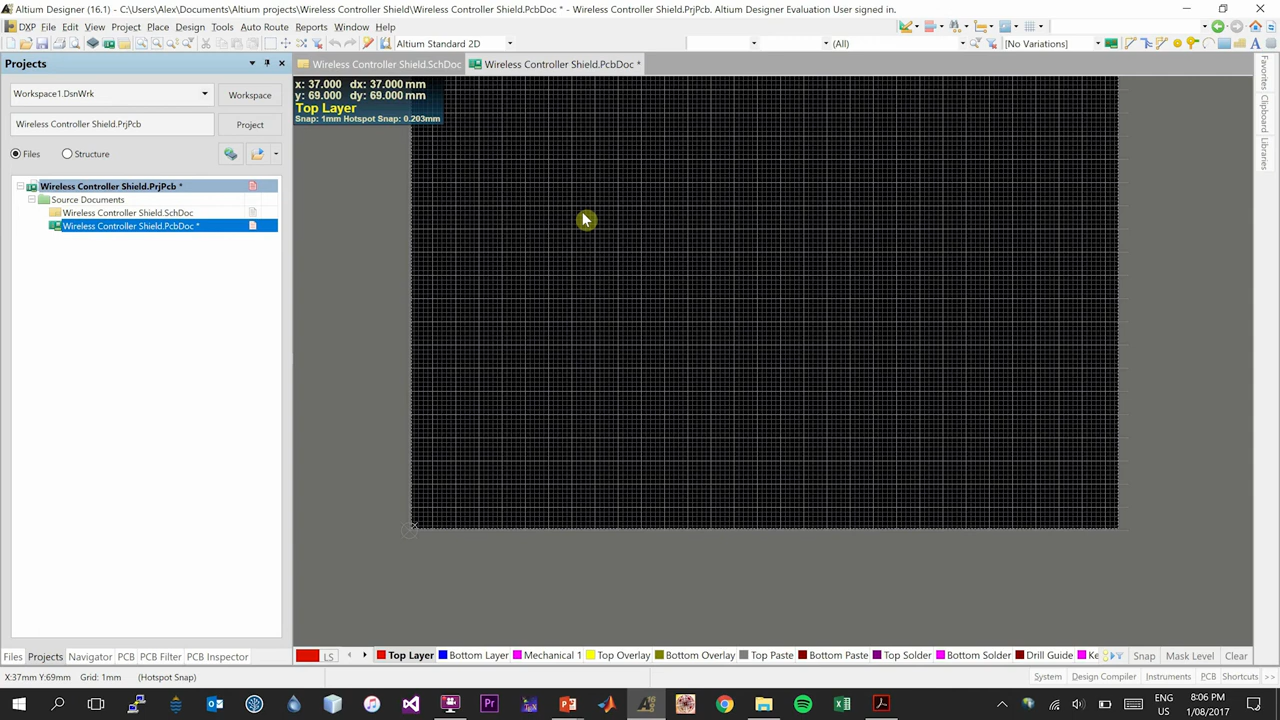 Altium Designer (16.1) - C:\Users\Alex\Documents\Altium projects\Wireless Shield\Wireless Controller Shield.PcbDoc * - Wireless Controller Shield.PrjPcb. Altium Designer Evaluation User signed in.
DXP File Edit View Project Place Design Tools Auto Route Reports Window Help
Altium Standard 2D (All) [No Variations]
Projects
Wireless Controller Shield.SchDoc Wireless Controller Shield.PcbDoc *
x: 37.000 dx: 37.000 mm
y: 69.000 dy: 69.000 mm
Top Layer
Snap: 1mm Hotspot Snap: 0.203mm
Workspace1.DsnWrk Workspace
Wireless Controller Shield.PrjPcb Project
Files Structure
Wireless Controller Shield.PrjPcb *
Source Documents
Wireless Controller Shield.SchDoc
Wireless Controller Shield.PcbDoc *
Favorites
Clipboard
Libraries
Files Projects Navigator PCB PCB Filter PCB Inspector
LS Top Layer Bottom Layer Mechanical 1 Top Overlay Bottom Overlay Top Paste Bottom Paste Top Solder Bottom Solder Drill Guide Ke Snap Mask Level Clear
X:37mm Y:69mm Grid: 1mm (Hotspot Snap) System Design Compiler Instruments PCB Shortcuts >>
ENG
US
8:06 PM
1/08/2017